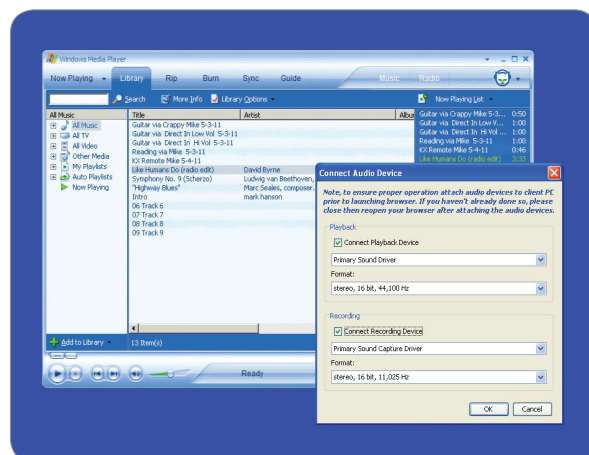 Windows Media Player
Now Playing Library Rip Burn Sync Guide Music Radio
Search More Info Library Options Now Playing List
All Music
All Music
All TV
All Video
Other Media
My Playlists
Auto Playlists
Now Playing
Title Artist Albu
Guitar via Crappy Mike 5-3-11
Guitar via Direct In Low Vol 5-3-11
Guitar via Direct In Hi Vol 5-3-11
Reading via Mike 5-3-11
KX Remote Mike 5-4-11
Like Humans Do (radio edit) David Byrne
Symphony No. 9 (Scherzo) Ludwig van Beethoven,
"Highway Blues" Marc Seales, composer.
Intro mark hanson
06 Track 6
07 Track 7
08 Track 8
09 Track 9
Guitar via Crappy Mike 5-3... 0:50
Guitar via Direct In Low V... 1:00
Guitar via Direct In Hi Vol ... 1:00
Reading via Mike 5-3-11 1:00
KX Remote Mike 5-4-11 0:46
Like Humans Do (radio edit) 3:33
Add to Library 13 Item(s)
Ready
Connect Audio Device
Note, to ensure proper operation attach audio devices to client PC
prior to launching browser. If you haven't already done so, please
close then reopen your browser after attaching the audio devices.
Playback
Connect Playback Device
Primary Sound Driver
Format:
stereo, 16 bit, 44,100 Hz
Recording
Connect Recording Device
Primary Sound Capture Driver
Format:
stereo, 16 bit, 11,025 Hz
OK Cancel